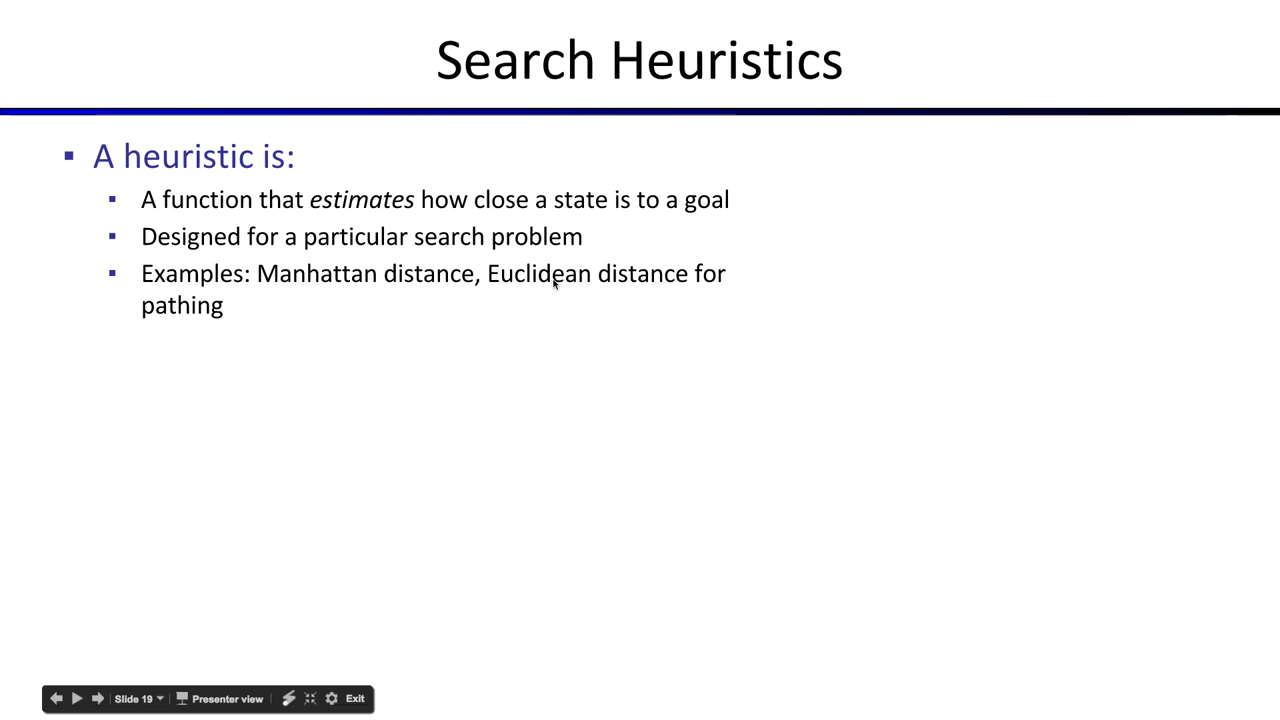 Search Heuristics
▪ A heuristic is:
▪ A function that estimates how close a state is to a goal
▪ Designed for a particular search problem
▪ Examples: Manhattan distance, Euclidean distance for
pathing
Slide 19 Presenter view Exit